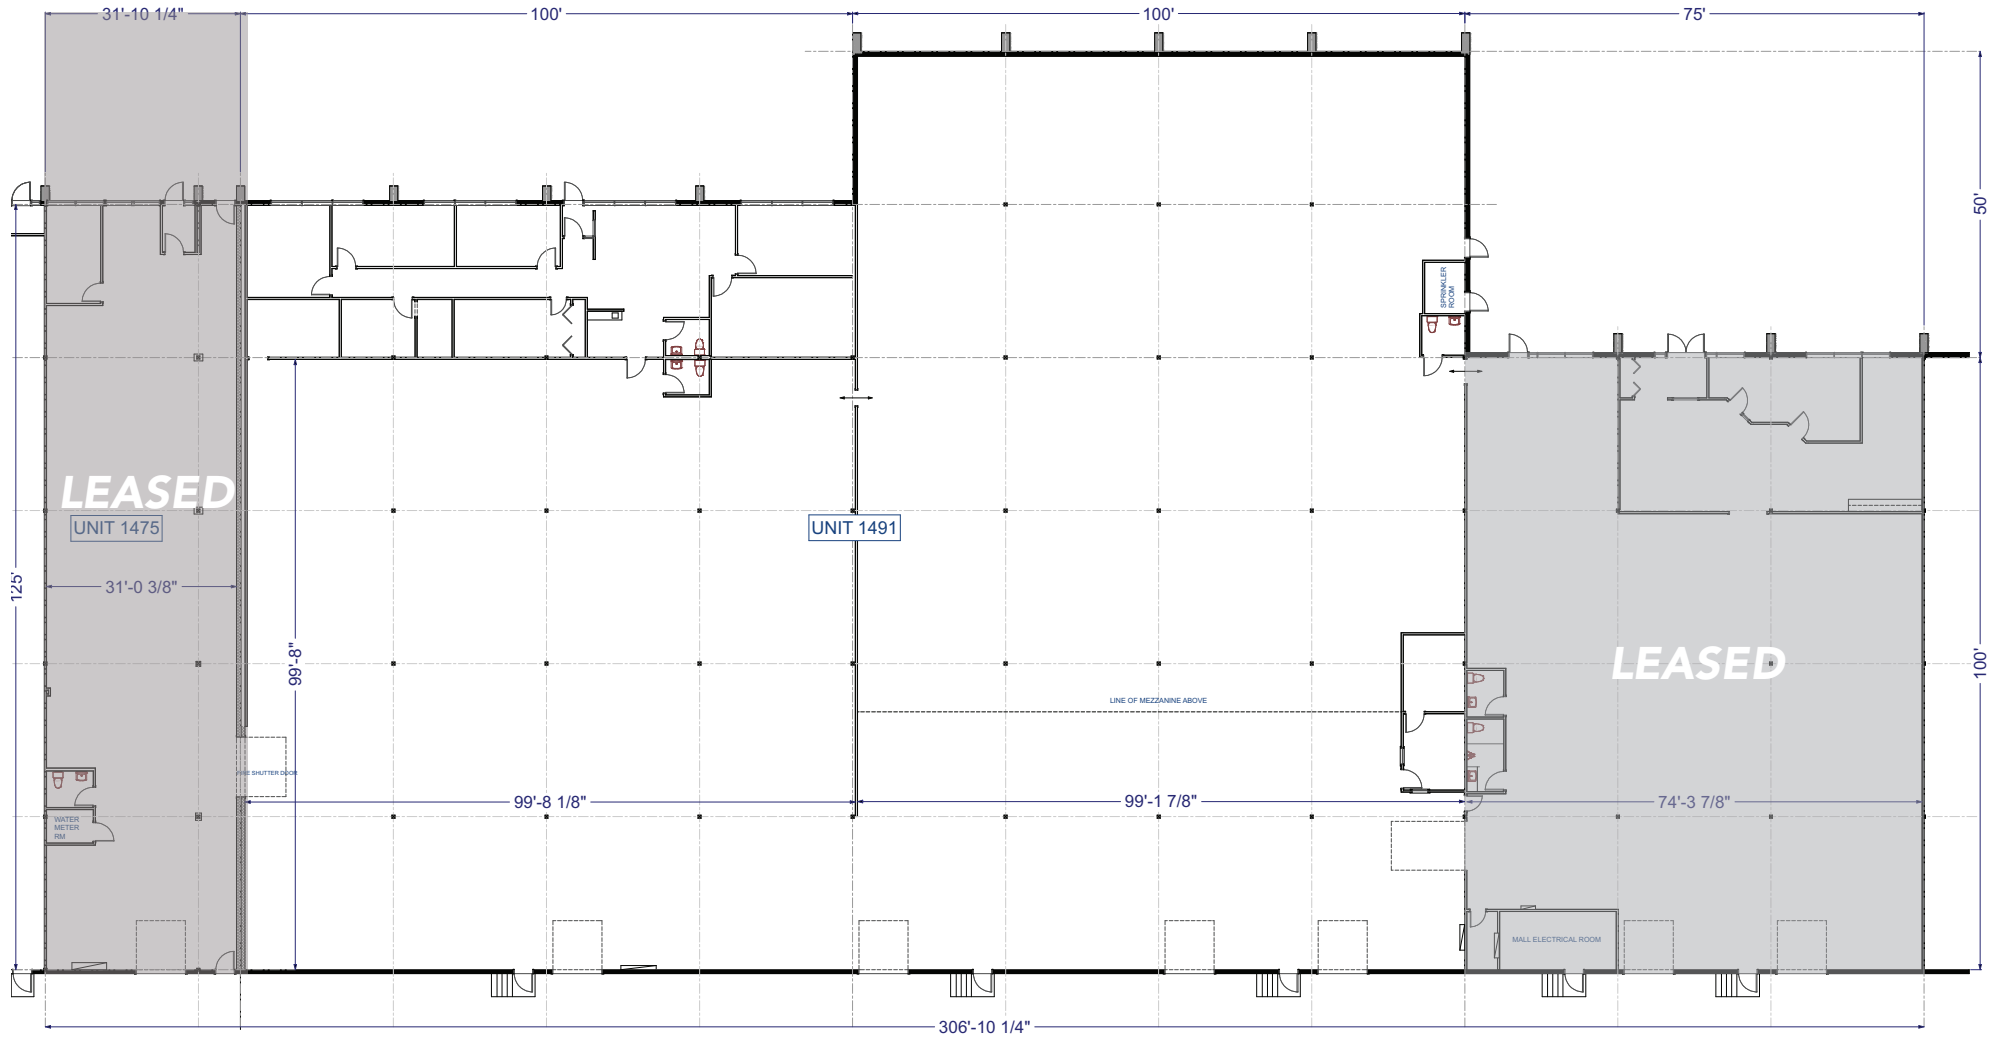 31'-10 1/4"
100'
100'
75'
50'
SPRINKLER
ROOM
LEASED
UNIT 1475
UNIT 1491
125'
31'-0 3/8"
99'-8"
LEASED
100'
LINE OF MEZZANINE ABOVE
SHUTTER DOOR
99'-8 1/8"
99'-1 7/8"
74'-3 7/8"
WATER
METER
RM
MALL ELECTRICAL ROOM
306'-10 1/4"